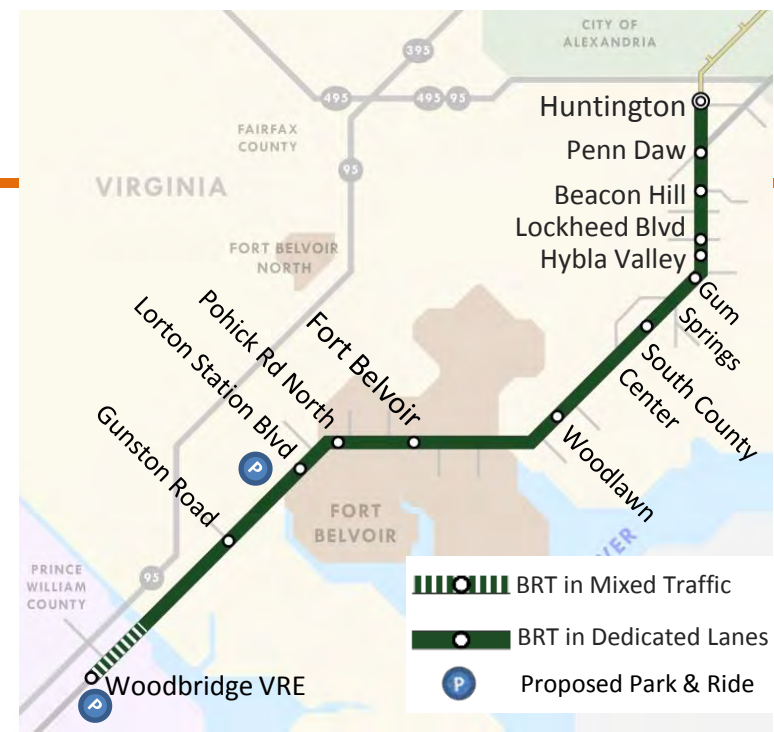 CITY OF
ALEXANDRIA
395
495
495 95
Huntington
FAIRFAX
COUNTY
Penn Daw
95
VIRGINIA
Beacon Hill
Lockheed Blvd
FORT BELVOIR
NORTH
Hybla Valley
Gum
Springs
Pohick Rd North
Fort Belvoir
Lorton Station Blvd
South County
Center
Gunston Road
Woodlawn
P
FORT
BELVOIR
PRINCE
WILLIAM
COUNTY
95
BRT in Mixed Traffic
BRT in Dedicated Lanes
Woodbridge VRE
P
P Proposed Park & Ride